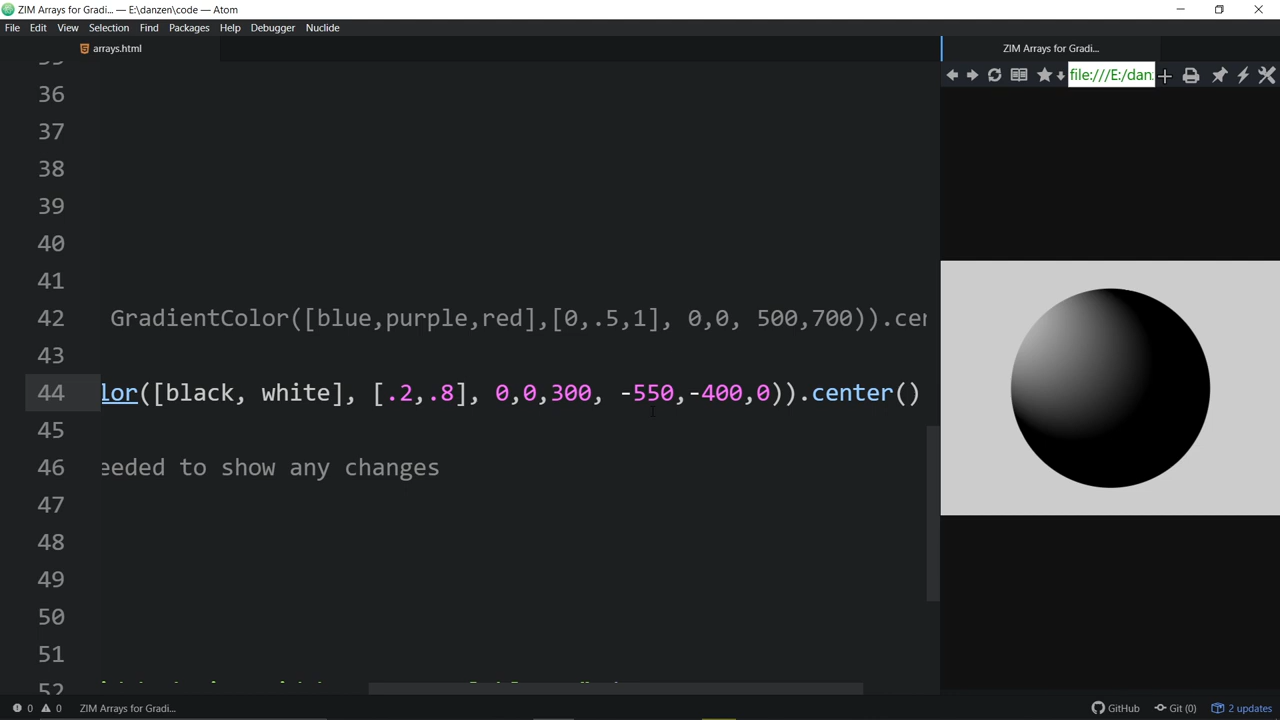 ZIM Arrays for Gradi... — E:\danzen\code — Atom
File Edit View Selection Find Packages Help Debugger Nuclide
arrays.html
ZIM Arrays for Gradi...
file:///E:/dan
36
37
38
39
40
41
42 GradientColor([blue,purple,red],[0,.5,1], 0,0, 500,700)).cen
43
44 lor([black, white], [.2,.8], 0,0,300, -550,-400,0)).center()
45
46 eeded to show any changes
47
48
49
50
51
52
0 0 ZIM Arrays for Gradi...
GitHub Git (0) 2 updates